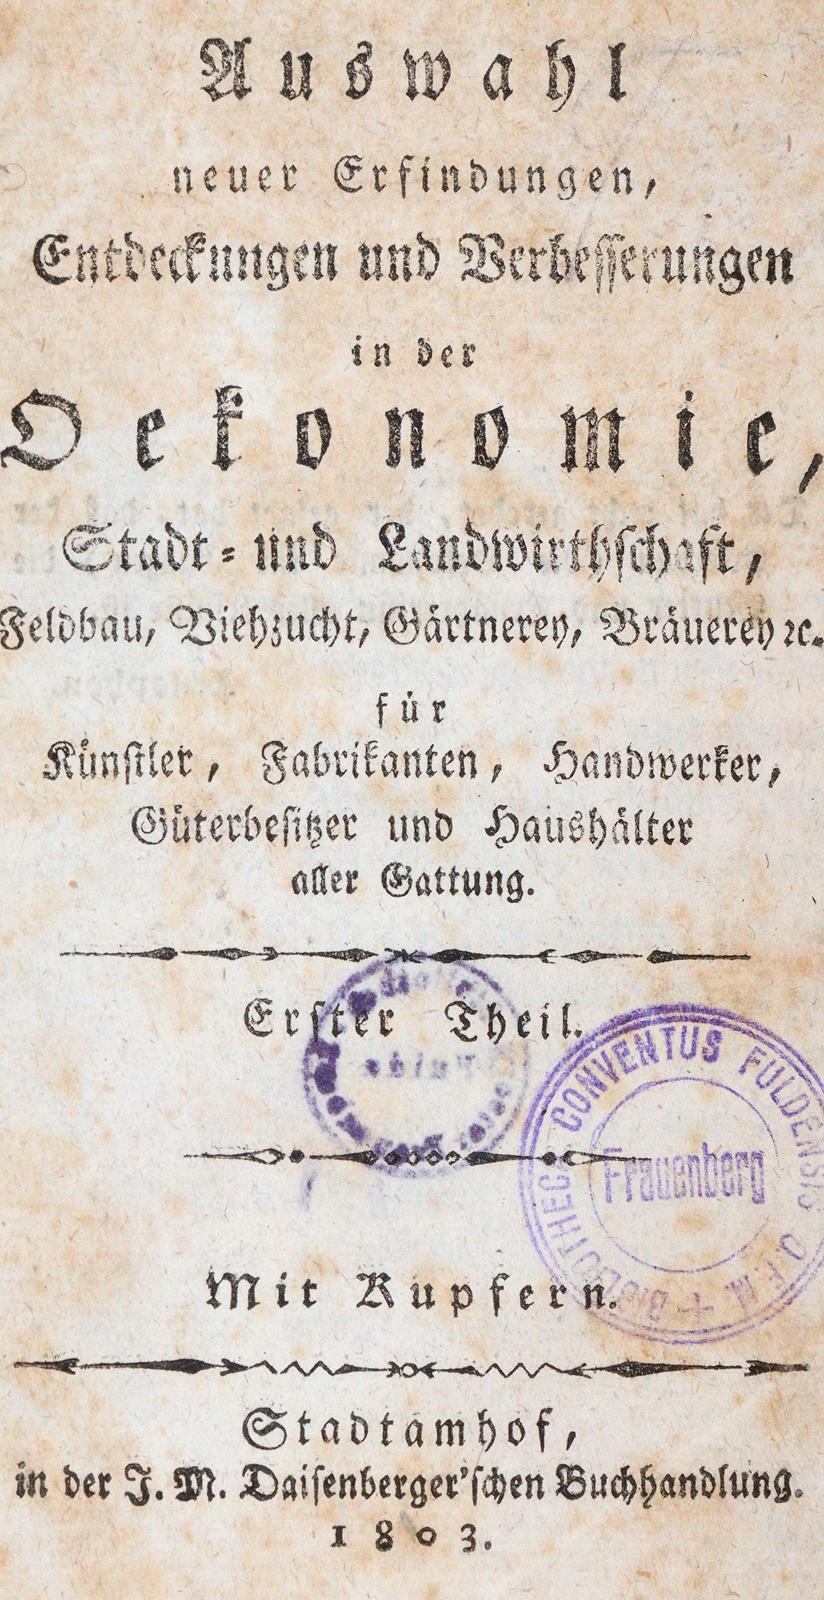 Auswahl
neuer Erfindungen,
Entdeckungen und Verbesserungen
in der
Oekonomie,
Stadt- und Landwirthschaft,
Feldbau, Viehzucht, Gärtnerey, Bräuerey ꝛc.
für
Künstler, Fabrikanten, Handwerker,
Güterbesitzer und Haushälter
aller Gattung.
Erster Theil.
CONVENTUS FULDENSIS O.F.M. + BIBLIOTHECA
Frauenberg
Mit Kupfern.
Stadtamhof,
in der J. M. Daisenberger'schen Buchhandlung.
1803.